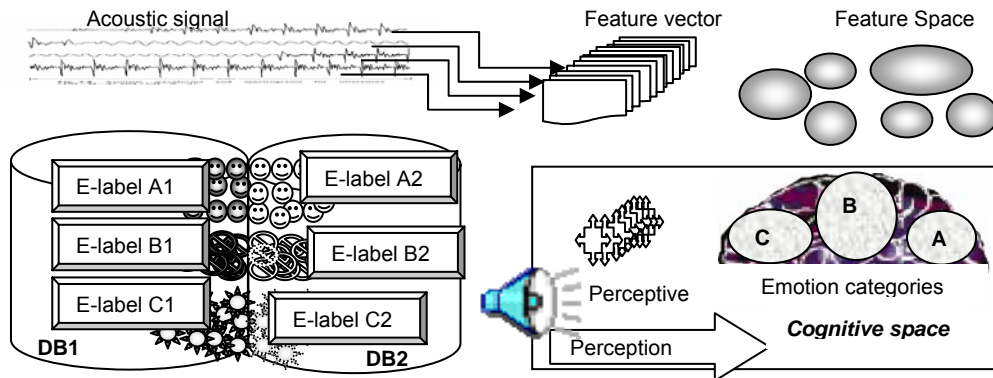 Acoustic signal
Feature vector
Feature Space
E-label A1
E-label A2
E-label B1
E-label B2
E-label C1
E-label C2
DB1
DB2
B
C
A
Perceptive
Emotion categories
Cognitive space
Perception